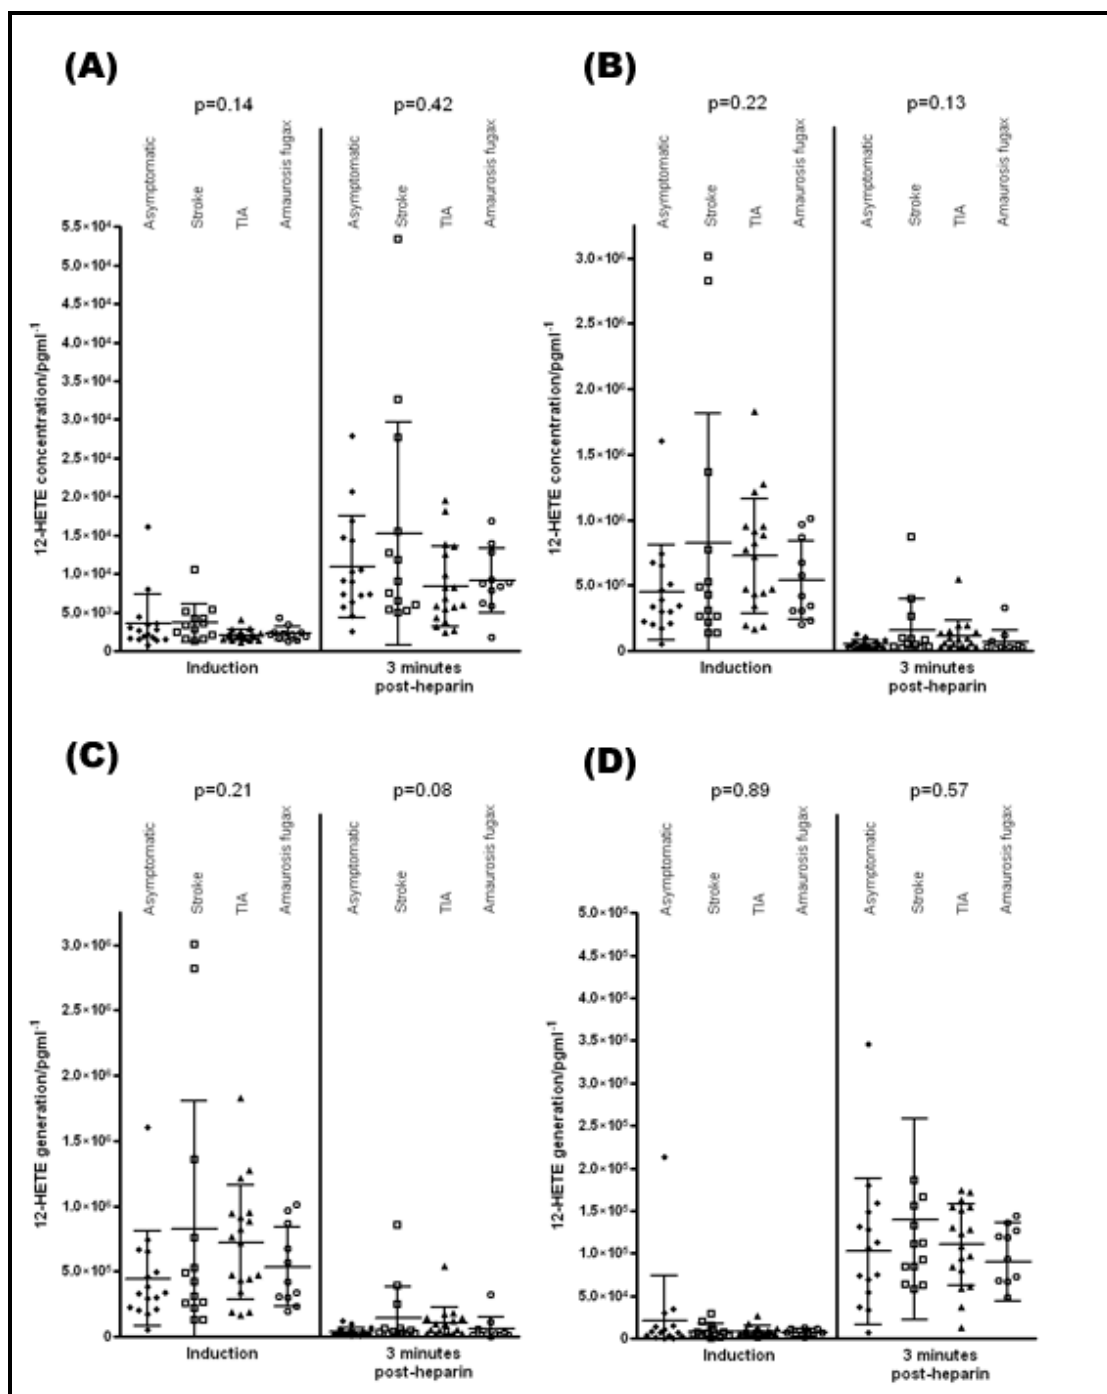 (A)
p=0.14 p=0.42
Asymptomatic Stroke TIA Amaurosis fugax Asymptomatic Stroke TIA Amaurosis fugax
12-HETE concentration/pgml⁻¹
5.5×10⁴
5.0×10⁴
4.5×10⁴
4.0×10⁴
3.5×10⁴
3.0×10⁴
2.5×10⁴
2.0×10⁴
1.5×10⁴
1.0×10⁴
5.0×10³
0
Induction 3 minutes
post-heparin
(B)
p=0.22 p=0.13
Asymptomatic Stroke TIA Amaurosis fugax Asymptomatic Stroke TIA Amaurosis fugax
12-HETE concentration/pgml⁻¹
3.0×10⁶
2.5×10⁶
2.0×10⁶
1.5×10⁶
1.0×10⁶
5.0×10⁵
0
Induction 3 minutes
post-heparin
(C)
p=0.21 p=0.08
Asymptomatic Stroke TIA Amaurosis fugax Asymptomatic Stroke TIA Amaurosis fugax
12-HETE generation/pgml⁻¹
3.0×10⁶
2.5×10⁶
2.0×10⁶
1.5×10⁶
1.0×10⁶
5.0×10⁵
0
Induction 3 minutes
post-heparin
(D)
p=0.89 p=0.57
Asymptomatic Stroke TIA Amaurosis fugax Asymptomatic Stroke TIA Amaurosis fugax
12-HETE generation/pgml⁻¹
5.0×10⁵
4.5×10⁵
4.0×10⁵
3.5×10⁵
3.0×10⁵
2.5×10⁵
2.0×10⁵
1.5×10⁵
1.0×10⁵
5.0×10⁴
0
Induction 3 minutes
post-heparin